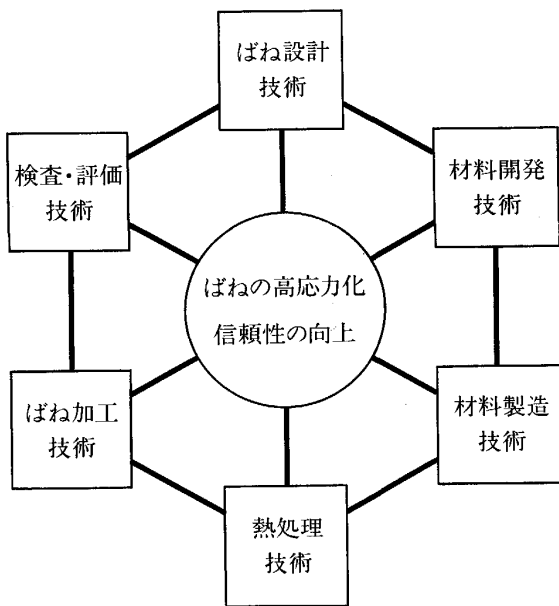 ばね設計
技術
検査・評価
技術
材料開発
技術
ばねの高応力化
信頼性の向上
ばね加工
技術
材料製造
技術
熱処理
技術